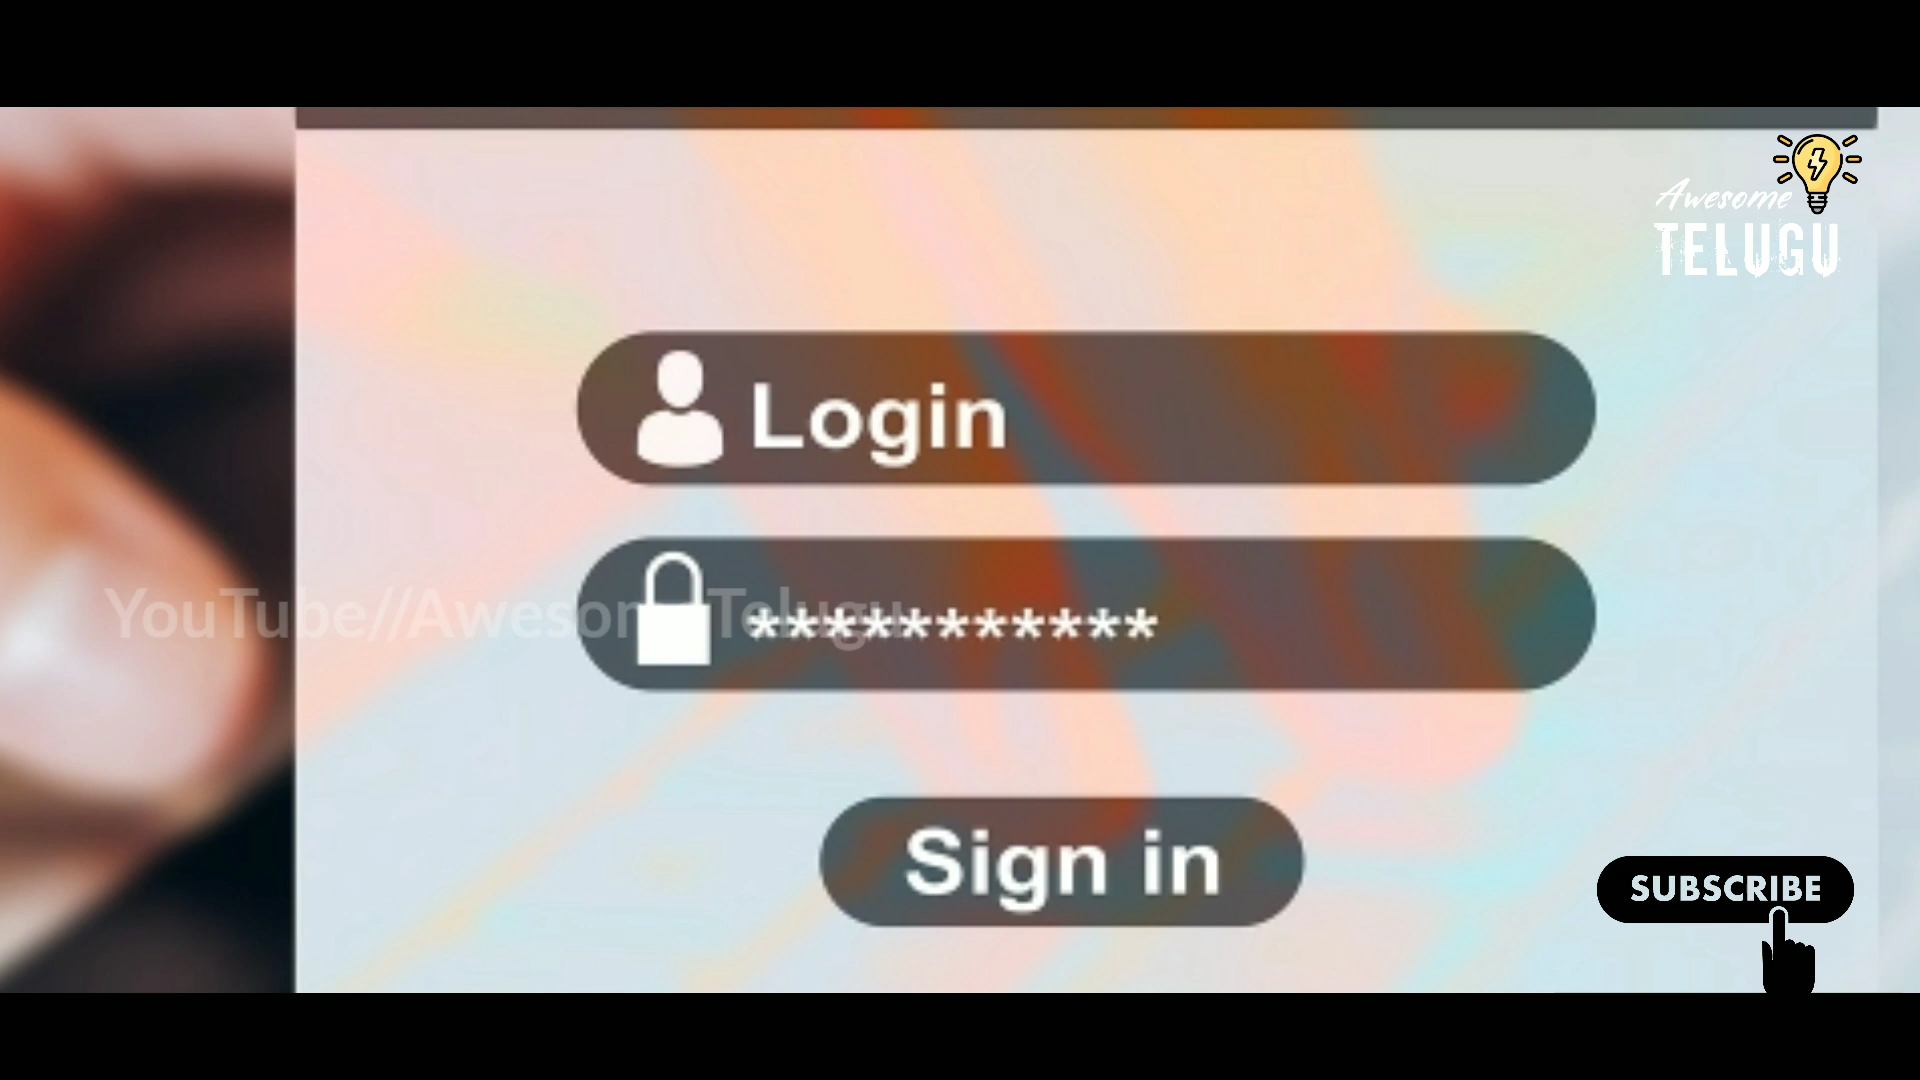 Awesome
TELUGU
Login
***********
YouTube//Awesome Telugu
Sign in
SUBSCRIBE